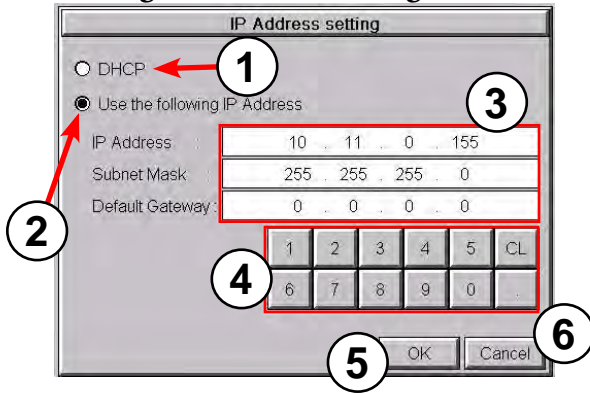 IP Address setting
DHCP
1
Use the following IP Address
3
IP Address : 10 . 11 . 0 . 155
Subnet Mask : 255 . 255 . 255 . 0
Default Gateway : 0 . 0 . 0 . 0
2
1 2 3 4 5 CL
4
6 7 8 9 0 .
6
5
OK Cancel